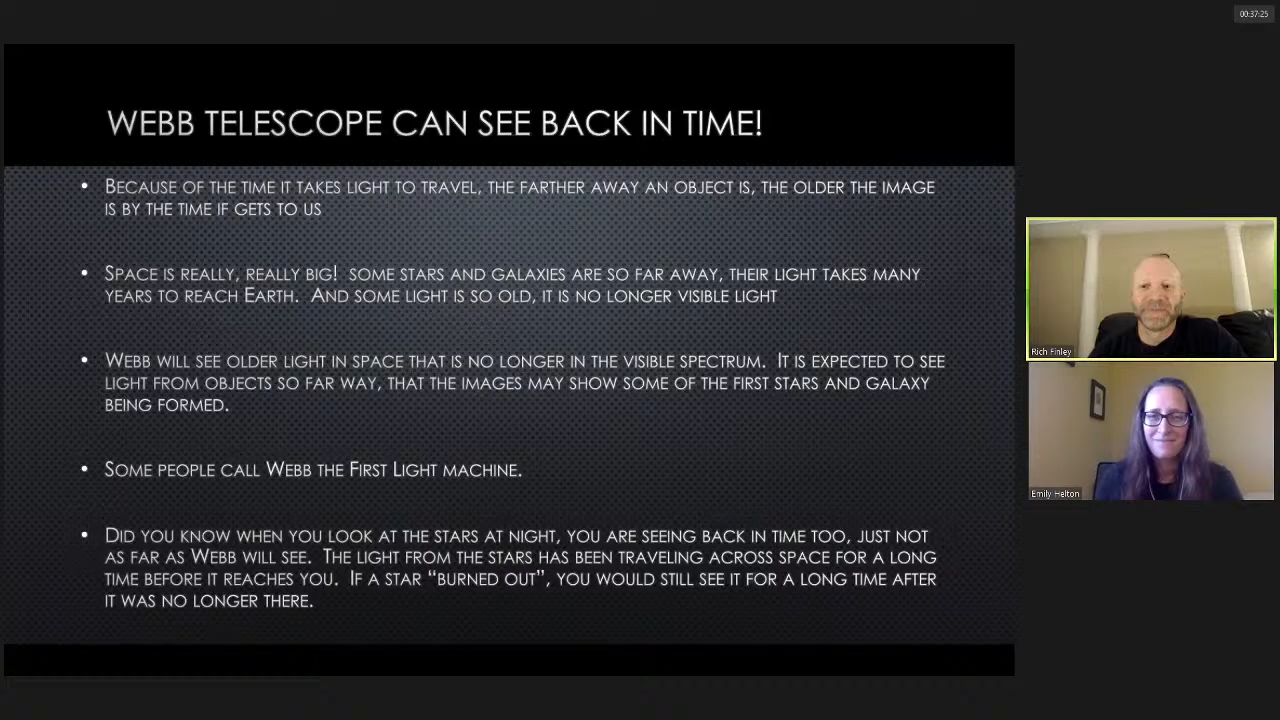 00:37:25
WEBB TELESCOPE CAN SEE BACK IN TIME!
• BECAUSE OF THE TIME IT TAKES LIGHT TO TRAVEL, THE FARTHER AWAY AN OBJECT IS, THE OLDER THE IMAGE
IS BY THE TIME IF GETS TO US
• SPACE IS REALLY, REALLY BIG! SOME STARS AND GALAXIES ARE SO FAR AWAY, THEIR LIGHT TAKES MANY
YEARS TO REACH EARTH. AND SOME LIGHT IS SO OLD, IT IS NO LONGER VISIBLE LIGHT
• WEBB WILL SEE OLDER LIGHT IN SPACE THAT IS NO LONGER IN THE VISIBLE SPECTRUM. IT IS EXPECTED TO SEE
LIGHT FROM OBJECTS SO FAR WAY, THAT THE IMAGES MAY SHOW SOME OF THE FIRST STARS AND GALAXY
BEING FORMED.
• SOME PEOPLE CALL WEBB THE FIRST LIGHT MACHINE.
• DID YOU KNOW WHEN YOU LOOK AT THE STARS AT NIGHT, YOU ARE SEEING BACK IN TIME TOO, JUST NOT
AS FAR AS WEBB WILL SEE. THE LIGHT FROM THE STARS HAS BEEN TRAVELING ACROSS SPACE FOR A LONG
TIME BEFORE IT REACHES YOU. IF A STAR “BURNED OUT”, YOU WOULD STILL SEE IT FOR A LONG TIME AFTER
IT WAS NO LONGER THERE.
Rich Finley
Emily Helton